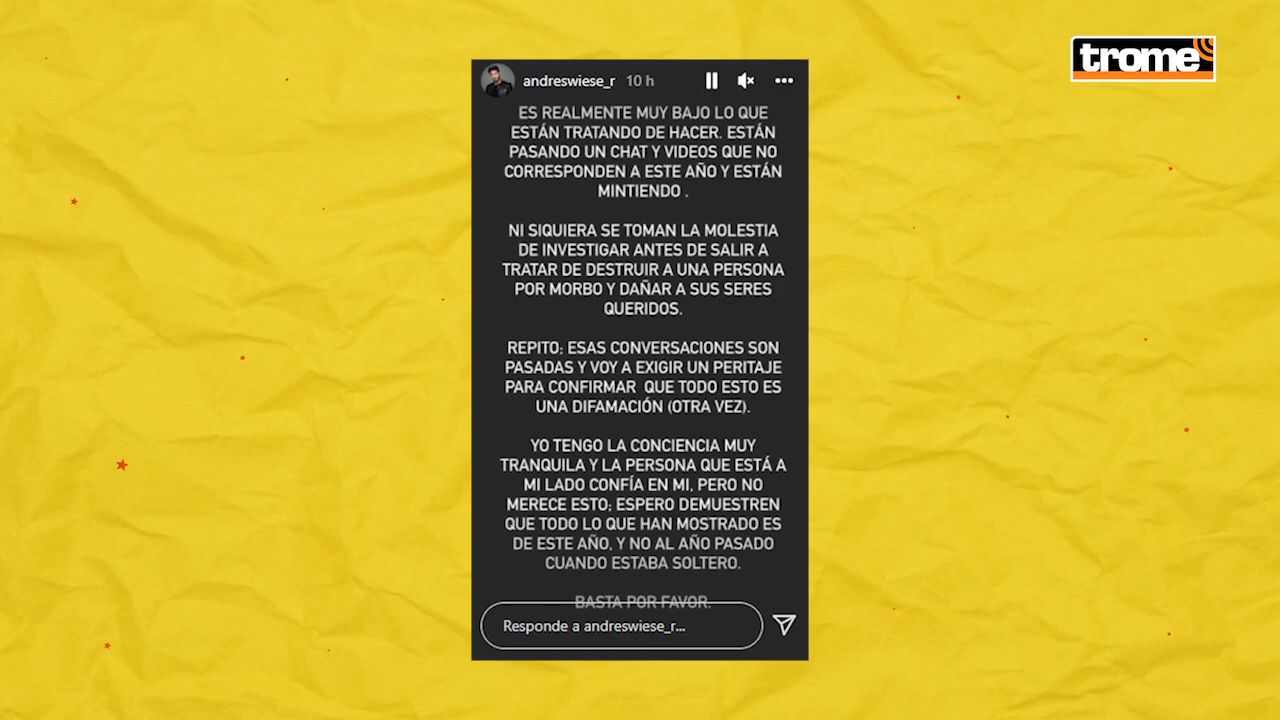 trome
andreswiese_r 10 h
ES REALMENTE MUY BAJO LO QUE
ESTÁN TRATANDO DE HACER. ESTÁN
PASANDO UN CHAT Y VIDEOS QUE NO
CORRESPONDEN A ESTE AÑO Y ESTÁN
MINTIENDO .
NI SIQUIERA SE TOMAN LA MOLESTIA
DE INVESTIGAR ANTES DE SALIR A
TRATAR DE DESTRUIR A UNA PERSONA
POR MORBO Y DAÑAR A SUS SERES
QUERIDOS.
REPITO; ESAS CONVERSACIONES SON
PASADAS Y VOY A EXIGIR UN PERITAJE
PARA CONFIRMAR QUE TODO ESTO ES
UNA DIFAMACIÓN (OTRA VEZ).
YO TENGO LA CONCIENCIA MUY
TRANQUILA Y LA PERSONA QUE ESTÁ A
MI LADO CONFÍA EN MI, PERO NO
MERECE ESTO; ESPERO DEMUESTREN
QUE TODO LO QUE HAN MOSTRADO ES
DE ESTE AÑO, Y NO AL AÑO PASADO
CUANDO ESTABA SOLTERO.
BASTA POR FAVOR.
Responde a andreswiese_r...